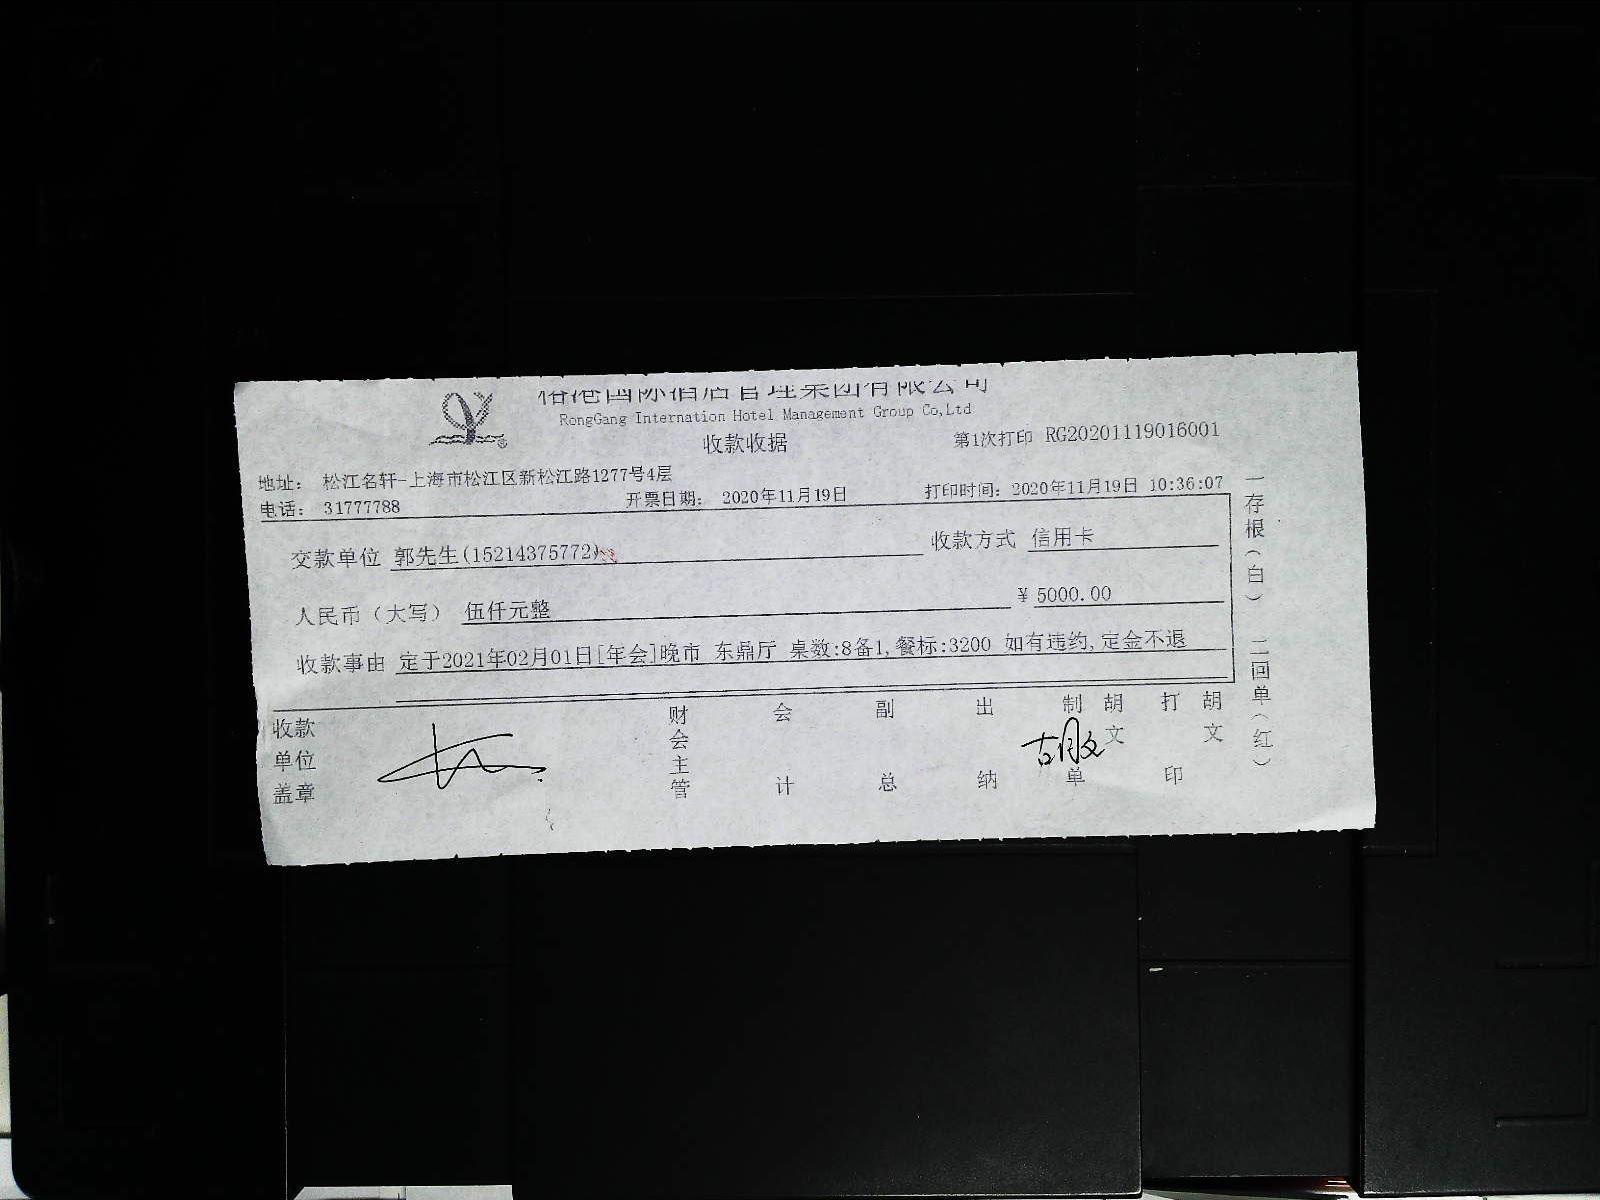 港国际酒店管理集团有限公司
RongGang Internation Hotel Management Group Co,Ltd
收款收据
第1次打印 RG20201119016001
地址： 松江名轩-上海市松江区新松江路1277号4层
电话： 31777788 开票日期： 2020年11月19日 打印时间：2020年11月19日 10:36:07
交款单位 郭先生(15214375772) 收款方式 信用卡
人民币（大写） 伍仟元整 ¥ 5000.00
收款事由 定于2021年02月01日[年会]晚市 东鼎厅 桌数:8备1,餐标:3200 如有违约,定金不退
收款单位盖章
财会主管
会计
副总
出纳
制单 胡文
胡文
打印 胡文
一存根（白） 二回单（红）